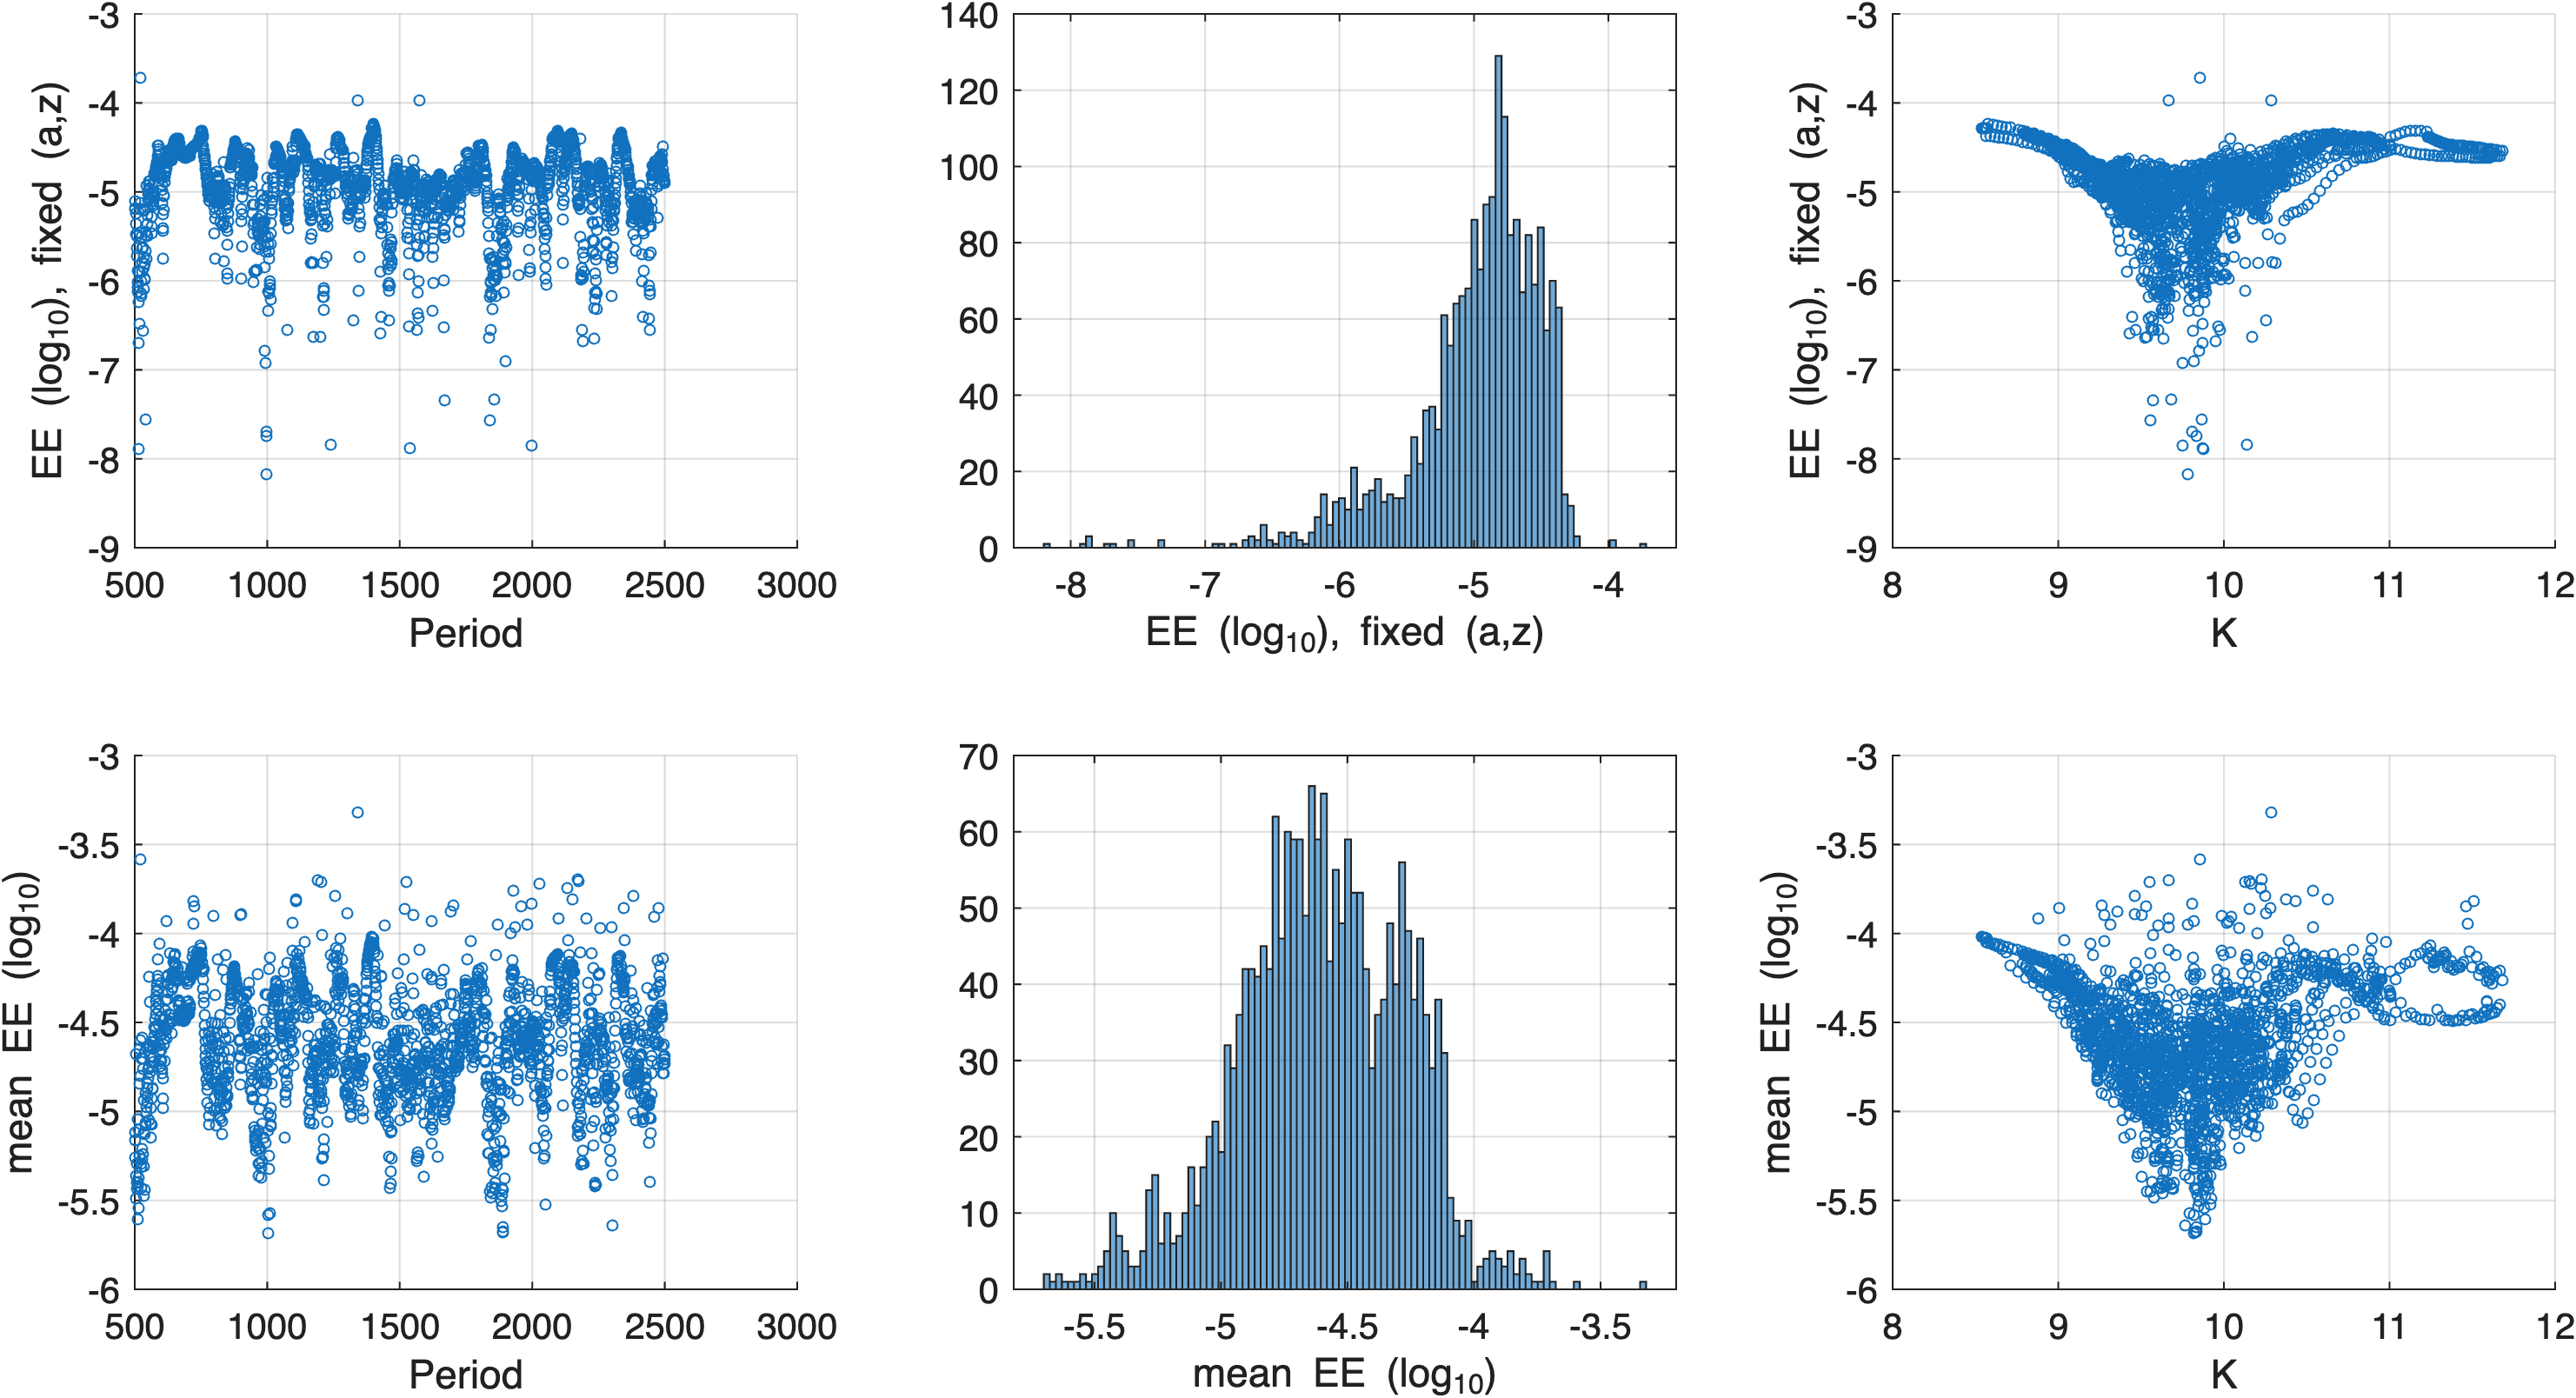 -3
-4
-5
-6
-7
-8
-9
500 1000 1500 2000 2500 3000
Period
EE (log10), fixed (a,z)
140
120
100
80
60
40
20
0
-8 -7 -6 -5 -4
EE (log10), fixed (a,z)
-3
-4
-5
-6
-7
-8
-9
8 9 10 11 12
K
EE (log10), fixed (a,z)
-3
-3.5
-4
-4.5
-5
-5.5
-6
500 1000 1500 2000 2500 3000
Period
mean EE (log10)
70
60
50
40
30
20
10
0
-5.5 -5 -4.5 -4 -3.5
mean EE (log10)
-3
-3.5
-4
-4.5
-5
-5.5
-6
8 9 10 11 12
K
mean EE (log10)